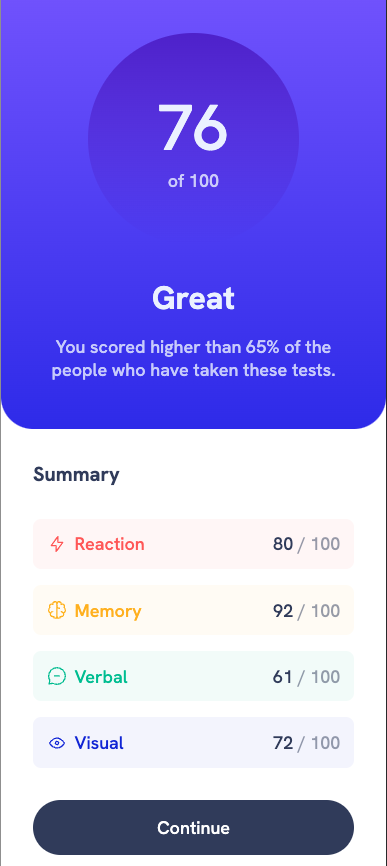 76
of 100
Great
You scored higher than 65% of the
people who have taken these tests.
Summary
Reaction 80 / 100
Memory 92 / 100
Verbal 61 / 100
Visual 72 / 100
Continue